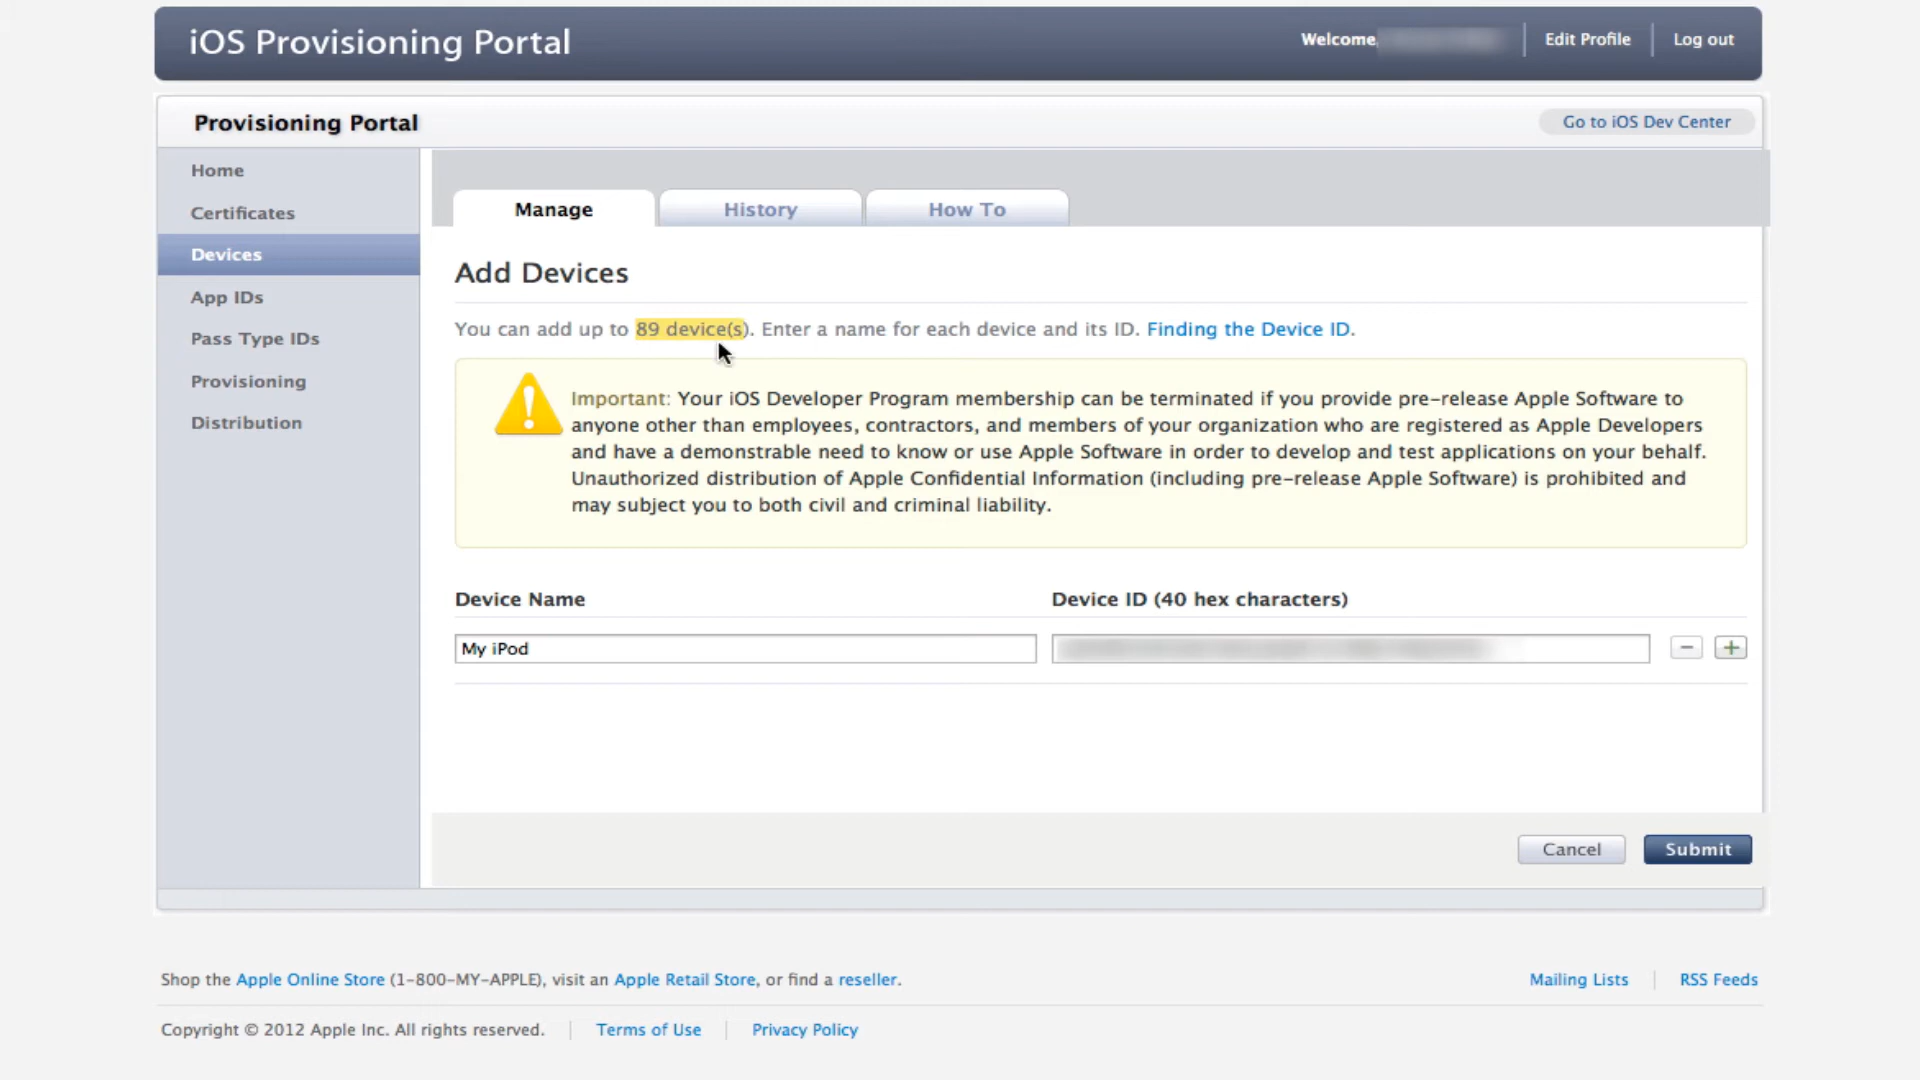 iOS Provisioning Portal
Welcome, Edit Profile Log out
Provisioning Portal
Go to iOS Dev Center
Home
Certificates
Devices
App IDs
Pass Type IDs
Provisioning
Distribution
Manage History How To
Add Devices
You can add up to 89 device(s). Enter a name for each device and its ID. Finding the Device ID.
Important: Your iOS Developer Program membership can be terminated if you provide pre-release Apple Software to
anyone other than employees, contractors, and members of your organization who are registered as Apple Developers
and have a demonstrable need to know or use Apple Software in order to develop and test applications on your behalf.
Unauthorized distribution of Apple Confidential Information (including pre-release Apple Software) is prohibited and
may subject you to both civil and criminal liability.
Device Name Device ID (40 hex characters)
My iPod
Cancel Submit
Shop the Apple Online Store (1-800-MY-APPLE), visit an Apple Retail Store, or find a reseller.
Mailing Lists RSS Feeds
Copyright © 2012 Apple Inc. All rights reserved. Terms of Use Privacy Policy